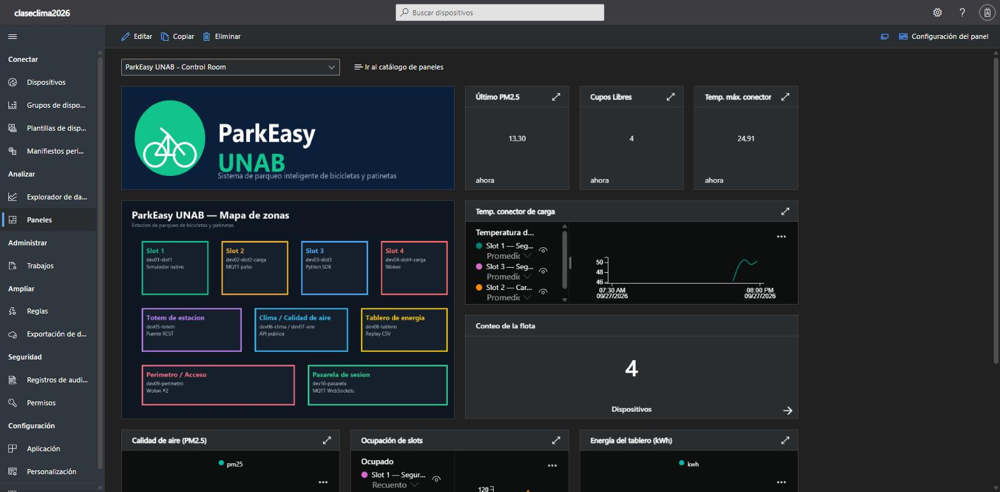 claseclima2026
Buscar dispositivos
?
Editar
Copiar
Eliminar
Configuración del panel
Conectar
Dispositivos
Grupos de dispo...
Plantillas de disp...
Manifiestos peri...
Analizar
Explorador de da...
Paneles
Administrar
Trabajos
Ampliar
Reglas
Exportación de d...
Seguridad
Registros de audi...
Permisos
Configuración
Aplicación
Personalización
ParkEasy UNAB - Control Room
Ir al catálogo de paneles
ParkEasy
UNAB
Sistema de parqueo inteligente de bicicletas y patinetas
Último PM2.5
13,30
ahora
Cupos Libres
4
ahora
Temp. máx. conector
24,91
ahora
ParkEasy UNAB — Mapa de zonas
Estacion de parqueo de bicicletas y patinetas
Slot 1
dev01-slot1
Simulador nativo
Slot 2
dev02-slot2-carga
MQTT paho
Slot 3
dev03-slot3
Python SDK
Slot 4
dev04-slot4-carga
Wokwi
Totem de estacion
dev05-totem
Puente REST
Clima / Calidad de aire
dev06-clima / dev07-aire
API publica
Tablero de energia
dev08-tablero
Replay CSV
Perimetro / Acceso
dev09-perimetro
Wokwi #2
Pasarela de sesion
dev10-pasarela
MQTT WebSockets
Temp. conector de carga
Temperatura d...
Slot 1 — Seg...
Promedic
Slot 3 — Seg...
Promedic
Slot 2 — Car...
Promedic
50
48
46
07:30 AM
09/27/2026
08:00 PM
09/27/2026
Conteo de la flota
4
Dispositivos
Calidad de aire (PM2.5)
pm25
Ocupación de slots
Ocupado
Slot 1 — Segur...
Recuento
120
Energía del tablero (kWh)
kwh